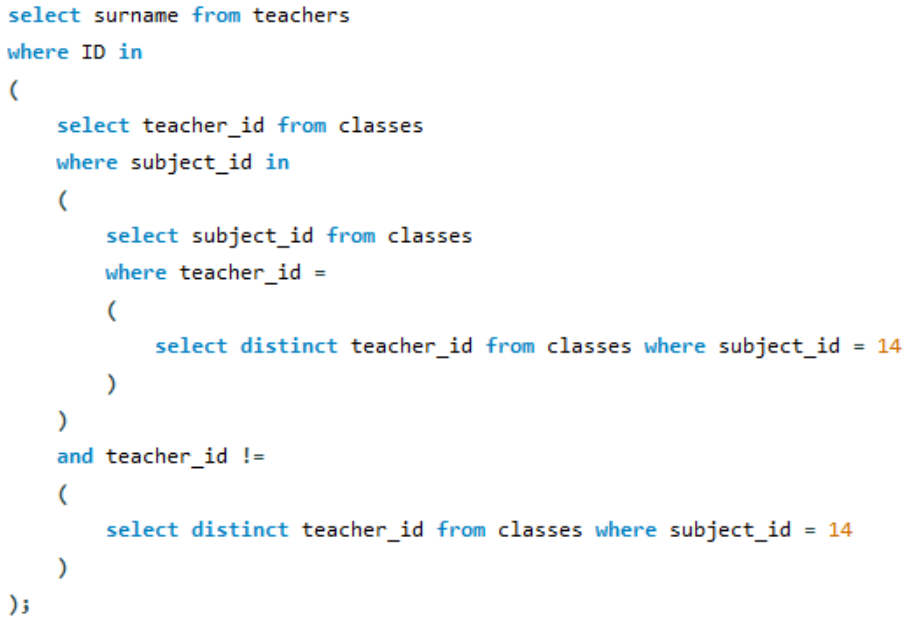 select surname from teachers
where ID in
(
    select teacher_id from classes
    where subject_id in
    (
        select subject_id from classes
        where teacher_id =
        (
            select distinct teacher_id from classes where subject_id = 14
        )
    )
    and teacher_id !=
    (
        select distinct teacher_id from classes where subject_id = 14
    )
);